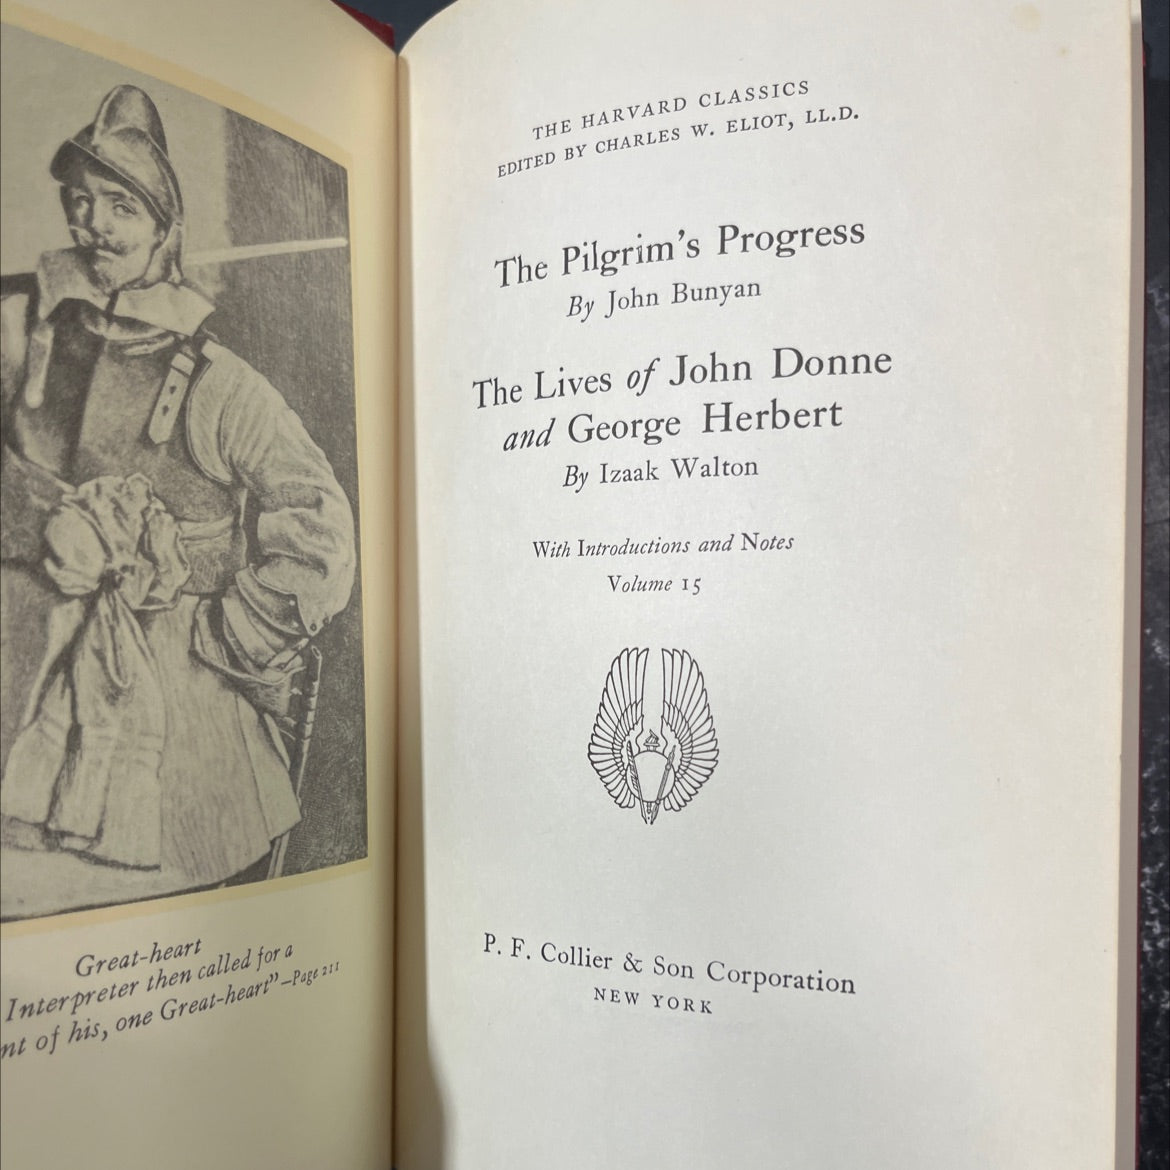 Great-heart
Interpreter then called for a
nt of his, one Great-heart"—Page 211
THE HARVARD CLASSICS
EDITED BY CHARLES W. ELIOT, LL.D.
The Pilgrim's Progress
By John Bunyan
The Lives of John Donne
and George Herbert
By Izaak Walton
With Introductions and Notes
Volume 15
P. F. Collier & Son Corporation
NEW YORK